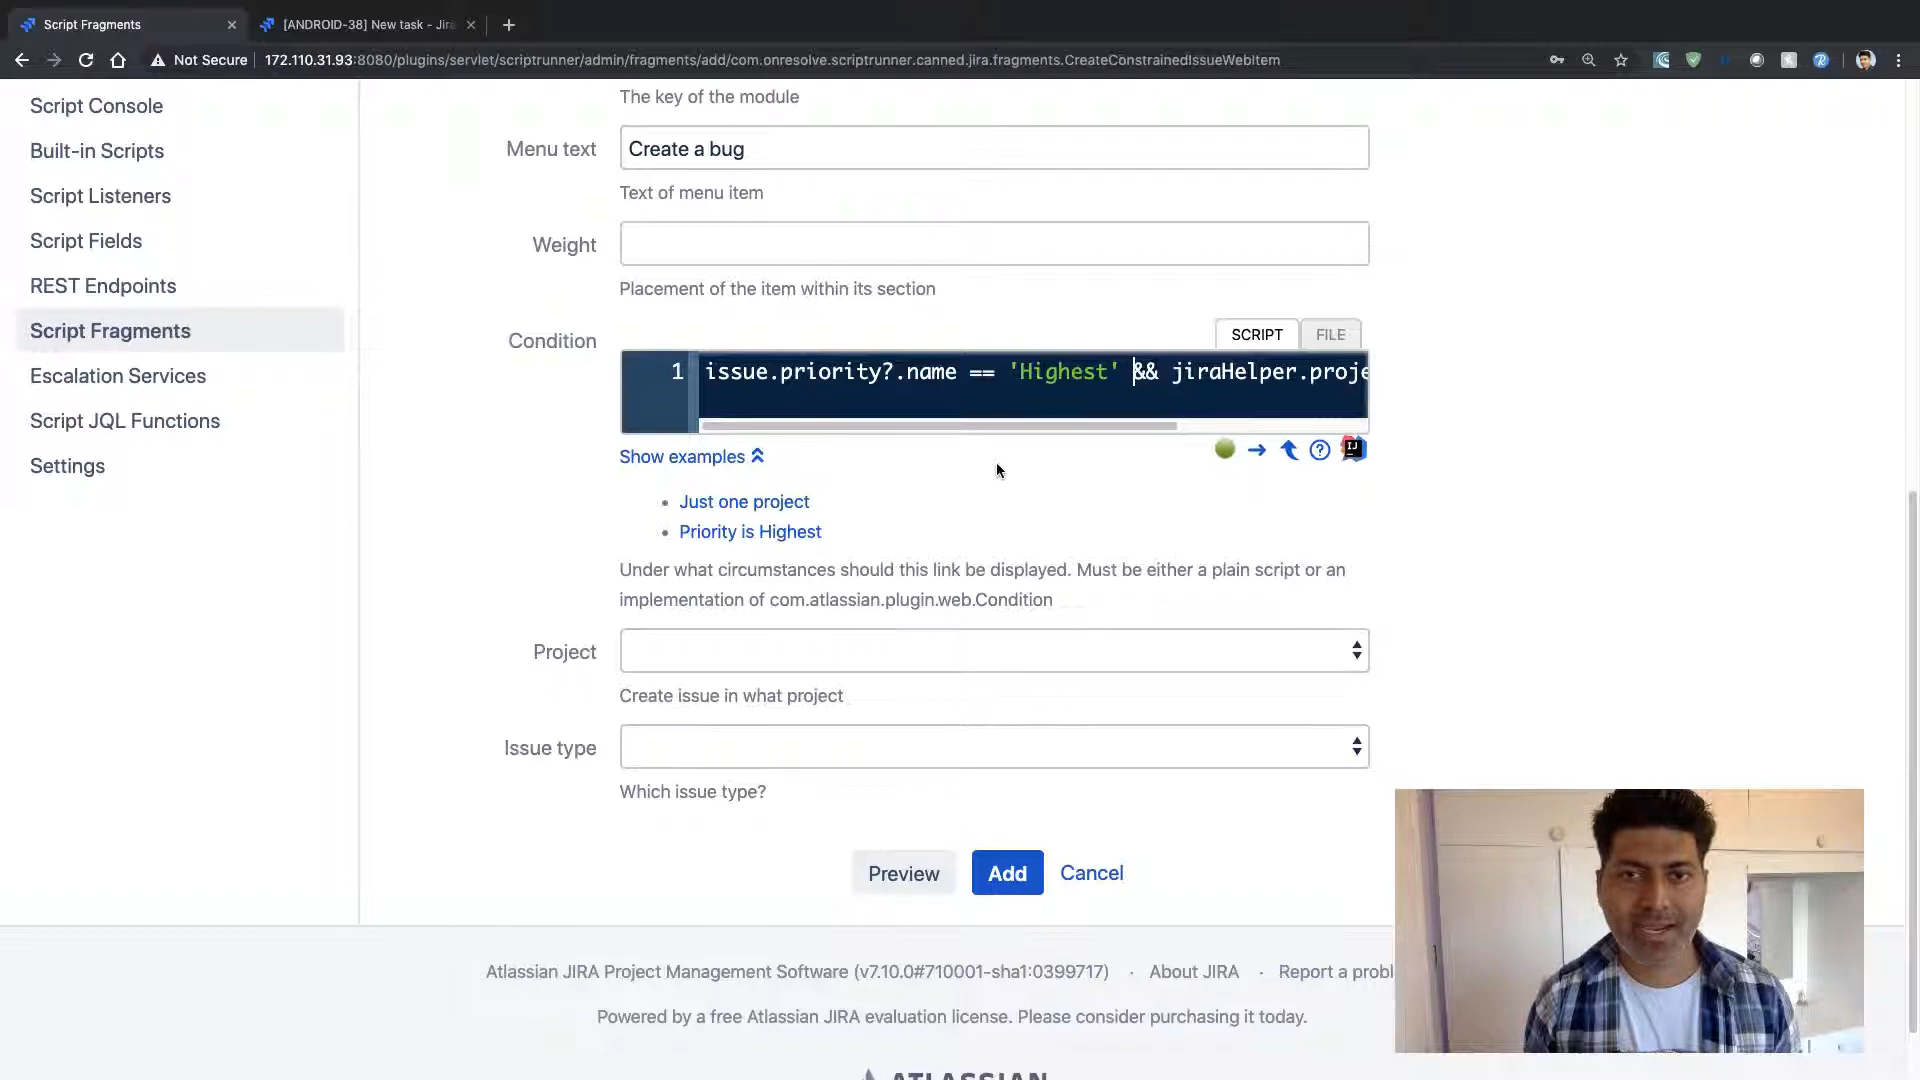 Script Fragments
[ANDROID-38] New task - Jira
Not Secure
172.110.31.93:8080/plugins/servlet/scriptrunner/admin/fragments/add/com.onresolve.scriptrunner.canned.jira.fragments.CreateConstrainedIssueWebItem
Script Console
Built-in Scripts
Script Listeners
Script Fields
REST Endpoints
Script Fragments
Escalation Services
Script JQL Functions
Settings
The key of the module
Menu text
Create a bug
Text of menu item
Weight
Placement of the item within its section
Condition
SCRIPT
FILE
1
issue.priority?.name == 'Highest' && jiraHelper.proje
Show examples
IJ
• Just one project
• Priority is Highest
Under what circumstances should this link be displayed. Must be either a plain script or an
implementation of com.atlassian.plugin.web.Condition
Project
Create issue in what project
Issue type
Which issue type?
Preview
Add
Cancel
Atlassian JIRA Project Management Software (v7.10.0#710001-sha1:0399717) · About JIRA · Report a probl
Powered by a free Atlassian JIRA evaluation license. Please consider purchasing it today.
ATLASSIAN